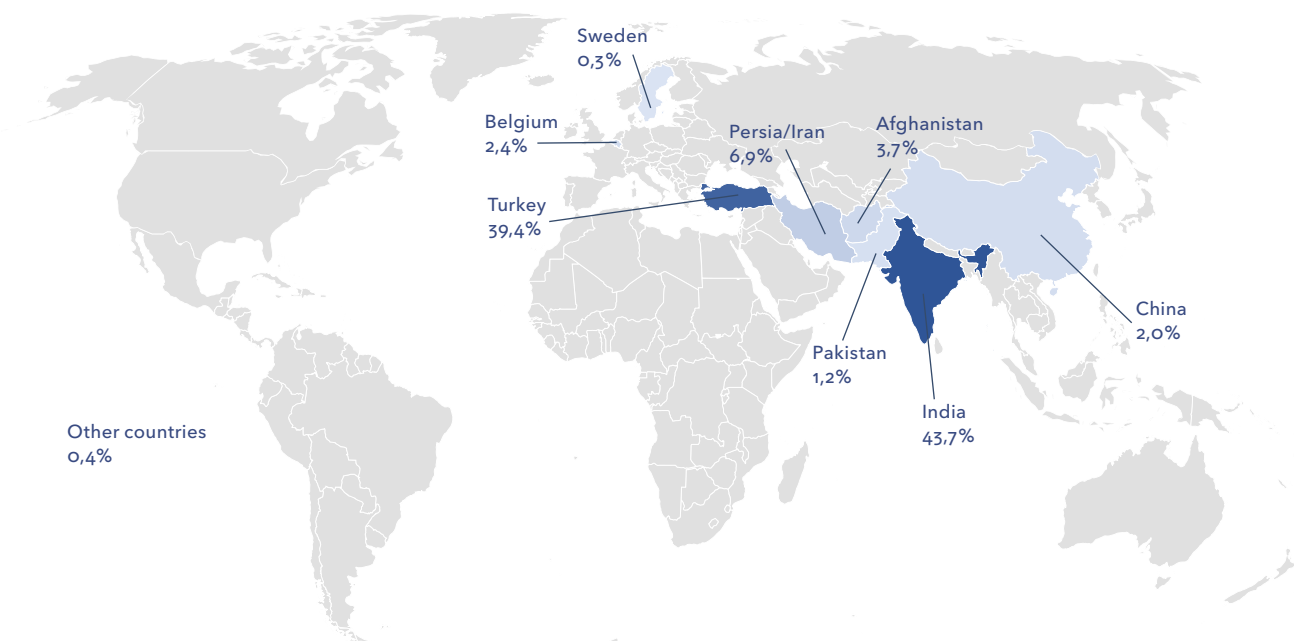 Sweden
0,3%
Belgium
2,4%
Persia/Iran
6,9%
Afghanistan
3,7%
Turkey
39,4%
China
2,0%
Pakistan
1,2%
India
43,7%
Other countries
0,4%